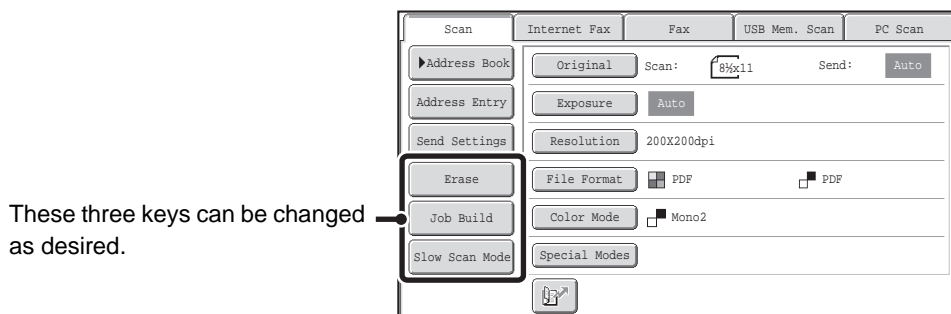 Scan Internet Fax Fax USB Mem. Scan PC Scan
Address Book Original Scan: 8½x11 Send: Auto
Address Entry Exposure Auto
Send Settings Resolution 200X200dpi
Erase File Format PDF PDF
These three keys can be changed
as desired.
Job Build Color Mode Mono2
Slow Scan Mode Special Modes